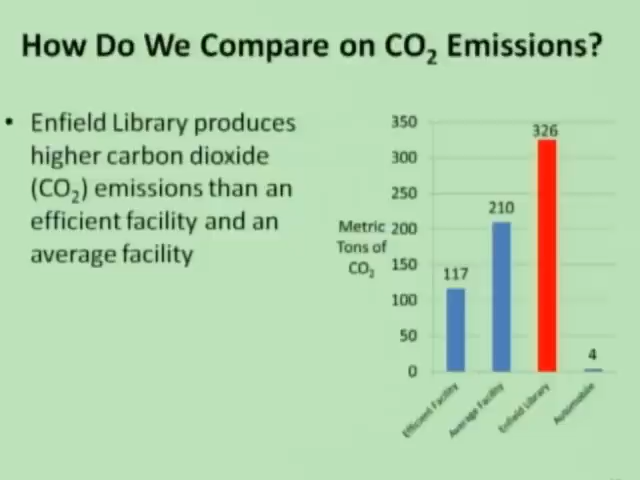 How Do We Compare on CO₂ Emissions?
• Enfield Library produces
higher carbon dioxide
(CO₂) emissions than an
efficient facility and an
average facility
Metric
Tons of
CO₂
350
300
250
200
150
100
50
0
117
210
326
4
Efficient Facility
Average Facility
Enfield Library
Automobile